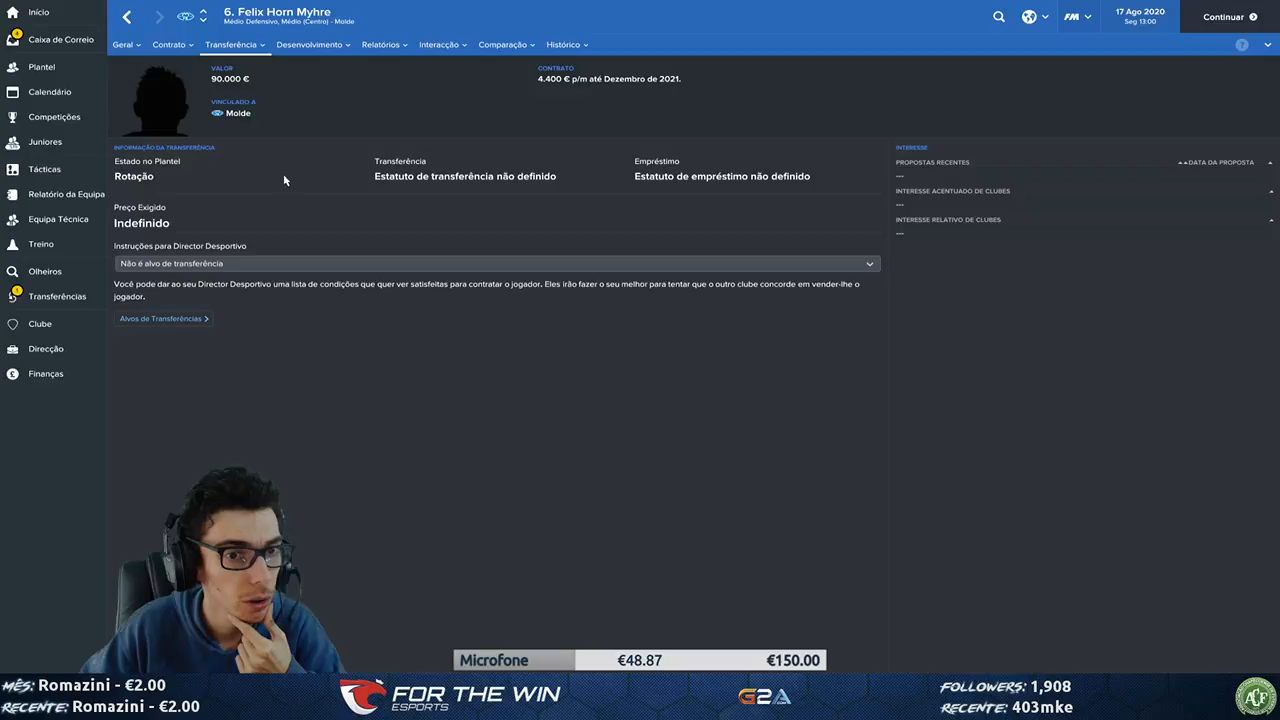 Início
Caixa de Correio
4
Plantel
Calendário
Competições
Juniores
Tácticas
Relatório da Equipa
Equipa Técnica
Treino
Olheiros
Transferências
Clube
Direcção
Finanças
6. Felix Horn Myhre
Médio Defensivo, Médio (Centro) - Molde
FM
17 Ago 2020
Seg 13:00
Continuar
Geral
Contrato
Transferência
Desenvolvimento
Relatórios
Interacção
Comparação
Histórico
?
VALOR
90.000 €
VINCULADO A
Molde
CONTRATO
4.400 € p/m até Dezembro de 2021.
INFORMAÇÃO DA TRANSFERÊNCIA
Estado no Plantel
Rotação
Transferência
Estatuto de transferência não definido
Empréstimo
Estatuto de empréstimo não definido
Preço Exigido
Indefinido
Instruções para Director Desportivo
Não é alvo de transferência
Você pode dar ao seu Director Desportivo uma lista de condições que quer ver satisfeitas para contratar o jogador. Eles irão fazer o seu melhor para tentar que o outro clube concorde em vender-lhe o
jogador.
Alvos de Transferências
INTERESSE
PROPOSTAS RECENTES
DATA DA PROPOSTA
---
INTERESSE ACENTUADO DE CLUBES
---
INTERESSE RELATIVO DE CLUBES
---
Microfone €48.87 €150.00
MÊS: Romazini - €2.00
RECENTE: Romazini - €2.00
FOR THE WIN
ESPORTS
G2A
FOLLOWERS: 1,908
RECENTE: 403mke
ACF